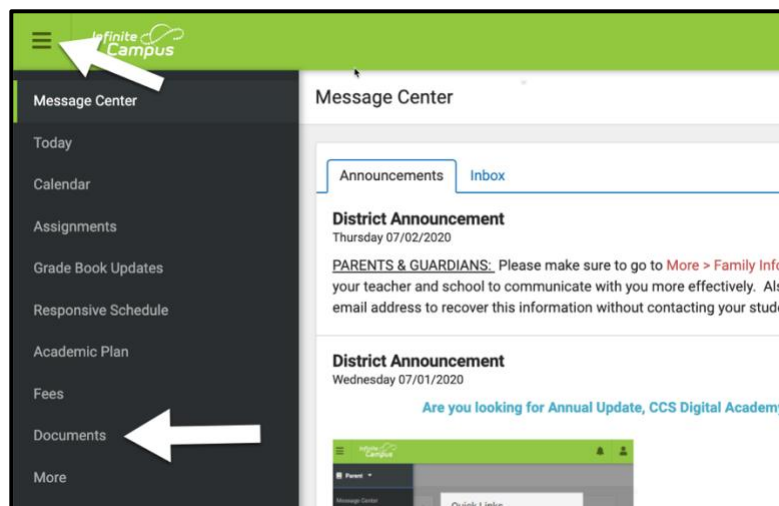 Infinite
Campus
Message Center
Today
Calendar
Assignments
Grade Book Updates
Responsive Schedule
Academic Plan
Fees
Documents
More
Message Center
Announcements
Inbox
District Announcement
Thursday 07/02/2020
PARENTS & GUARDIANS: Please make sure to go to More > Family Info
your teacher and school to communicate with you more effectively. Als
email address to recover this information without contacting your stude
District Announcement
Wednesday 07/01/2020
Are you looking for Annual Update, CCS Digital Academy
Infinite
Campus
Parent
Message Center
Quick Links